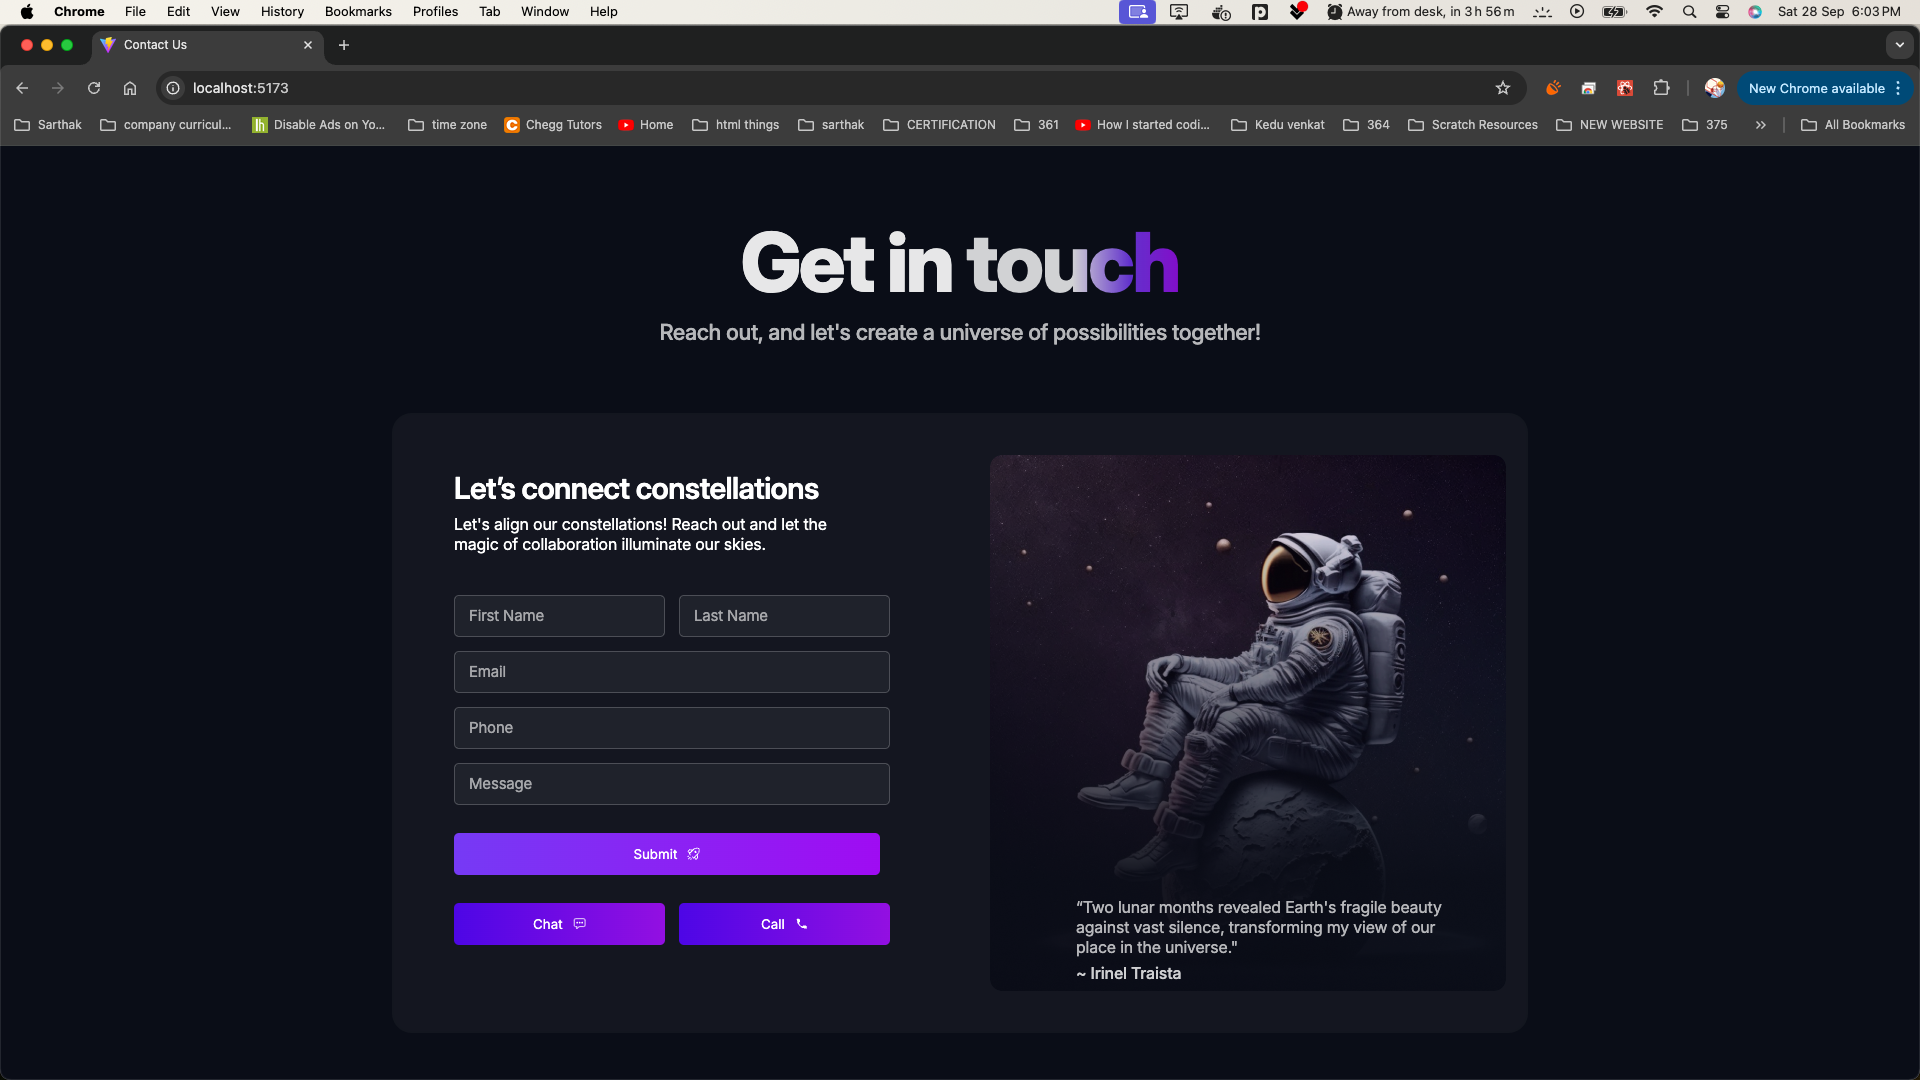 Chrome File Edit View History Bookmarks Profiles Tab Window Help Away from desk, in 3 h 56 m Sat 28 Sep 6:03 PM
Contact Us
localhost:5173 New Chrome available
Sarthak company curricul... Disable Ads on Yo... time zone Chegg Tutors Home html things sarthak CERTIFICATION 361 How I started codi... Kedu venkat 364 Scratch Resources NEW WEBSITE 375 All Bookmarks
Get in touch
Reach out, and let's create a universe of possibilities together!
Let’s connect constellations
Let's align our constellations! Reach out and let the
magic of collaboration illuminate our skies.
First Name Last Name
Email
Phone
Message
Submit
Chat Call
“Two lunar months revealed Earth's fragile beauty
against vast silence, transforming my view of our
place in the universe."
~ Irinel Traista